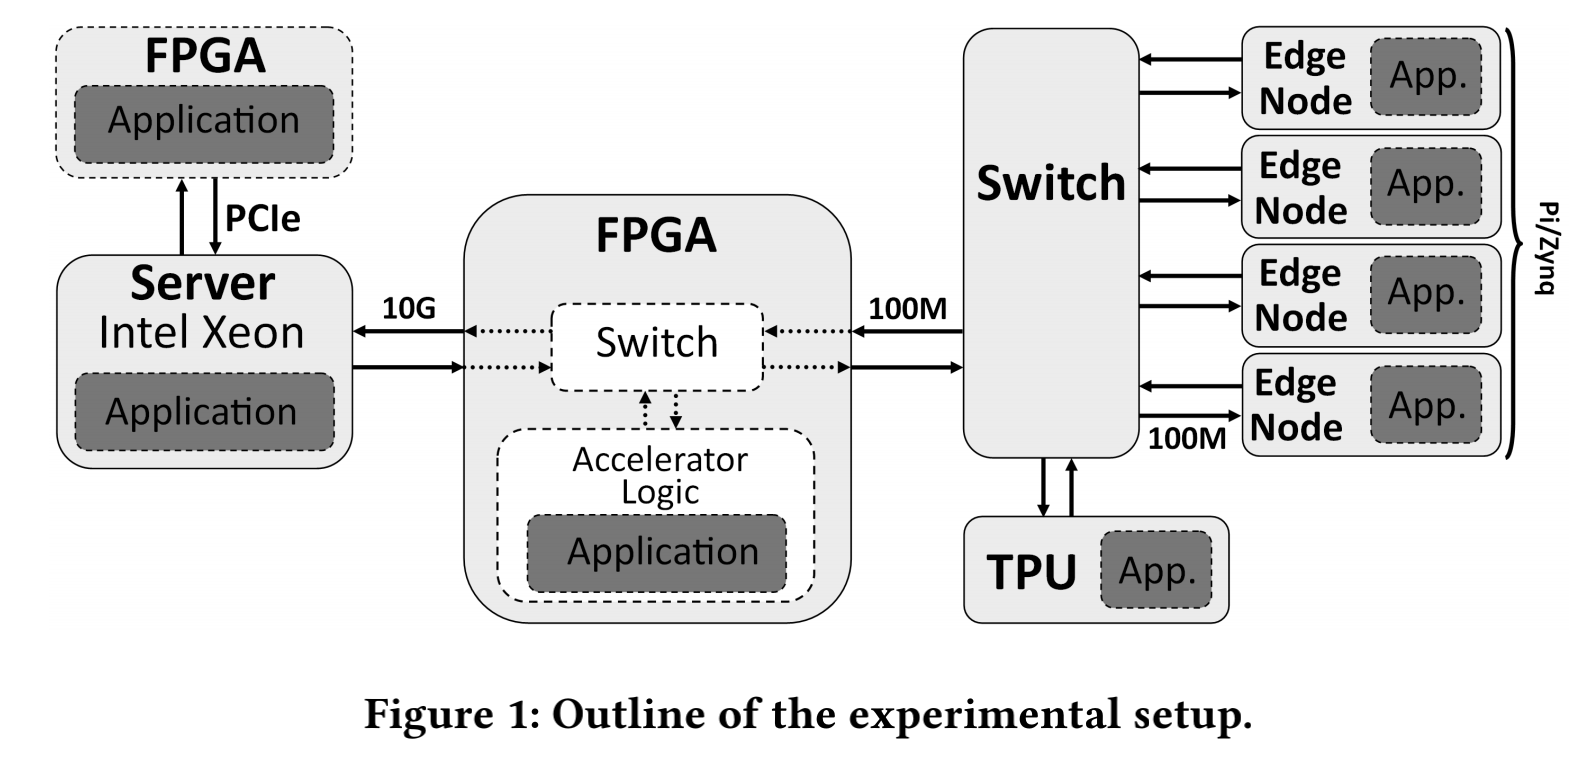 FPGA
Application
PCIe
Server
Intel Xeon
Application
10G
FPGA
Switch
Accelerator
Logic
Application
100M
Switch
Edge
Node
App.
Edge
Node
App.
Edge
Node
App.
Edge
Node
App.
100M
Pi/Zynq
TPU
App.
Figure 1: Outline of the experimental setup.